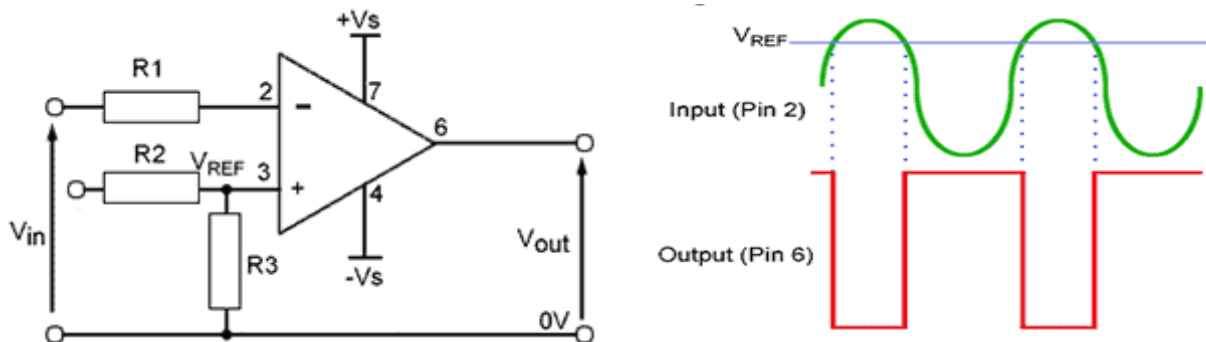 +Vs
R1
2
−
7
6
R2
VREF
3
+
4
Vin
R3
-Vs
Vout
0V
VREF
Input (Pin 2)
Output (Pin 6)